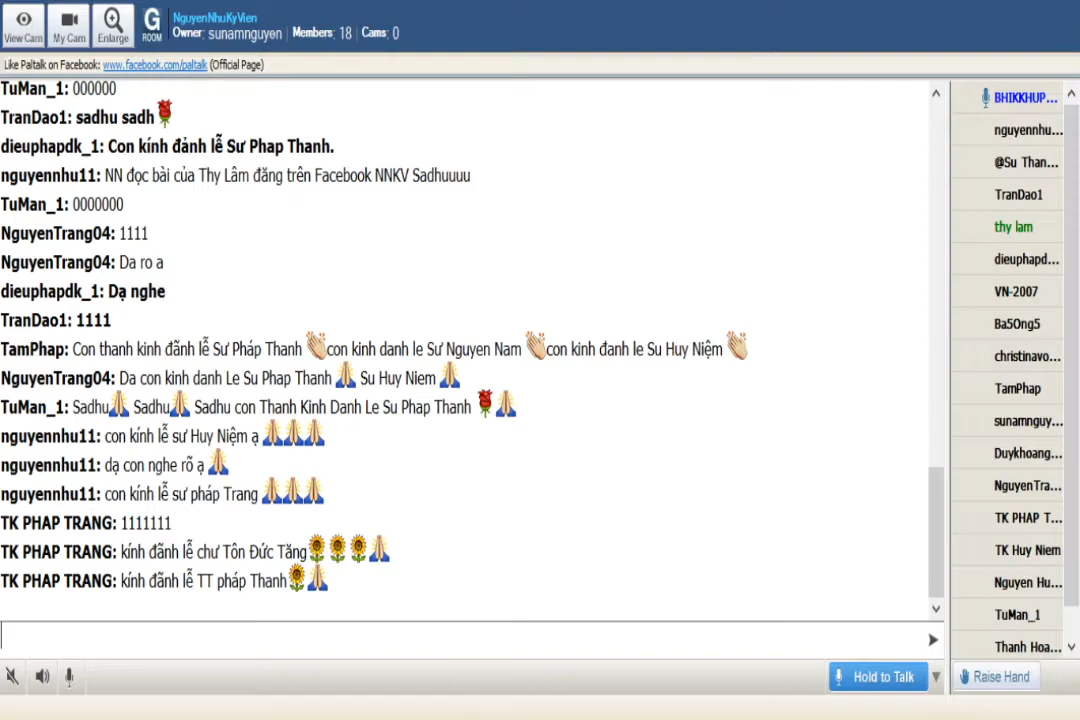 View Cam
My Cam
Enlarge
G
ROOM
NguyenNhuKyVien
Owner: sunamnguyen
Members: 18
Cams: 0
Like Paltalk on Facebook: www.facebook.com/paltalk (Official Page)
TuMan_1: 000000
TranDao1: sadhu sadh
dieuphapdk_1: Con kính đảnh lễ Sư Phap Thanh.
nguyennhu11: NN đọc bài của Thy Lâm đăng trên Facebook NNKV Sadhuuuu
TuMan_1: 0000000
NguyenTrang04: 1111
NguyenTrang04: Da ro a
dieuphapdk_1: Dạ nghe
TranDao1: 1111
TamPhap: Con thanh kinh đãnh lễ Sư Pháp Thanh con kinh danh le Sư Nguyen Nam con kinh đanh le Su Huy Niệm
NguyenTrang04: Da con kinh danh Le Su Phap Thanh Su Huy Niem
TuMan_1: Sadhu Sadhu Sadhu con Thanh Kinh Danh Le Su Phap Thanh
nguyennhu11: con kính lễ sư Huy Niệm ạ
nguyennhu11: dạ con nghe rõ ạ
nguyennhu11: con kính lễ sư pháp Trang
TK PHAP TRANG: 1111111
TK PHAP TRANG: kính đãnh lễ chư Tôn Đức Tăng
TK PHAP TRANG: kính đãnh lễ TT pháp Thanh
Hold to Talk
BHIKKHUP...
nguyennhu...
@Su Than...
TranDao1
thy lam
dieuphapd...
VN-2007
Ba5Ong5
christinavo...
TamPhap
sunamnguy...
Duykhoang...
NguyenTra...
TK PHAP T...
TK Huy Niem
Nguyen Hu...
TuMan_1
Thanh Hoa...
Raise Hand